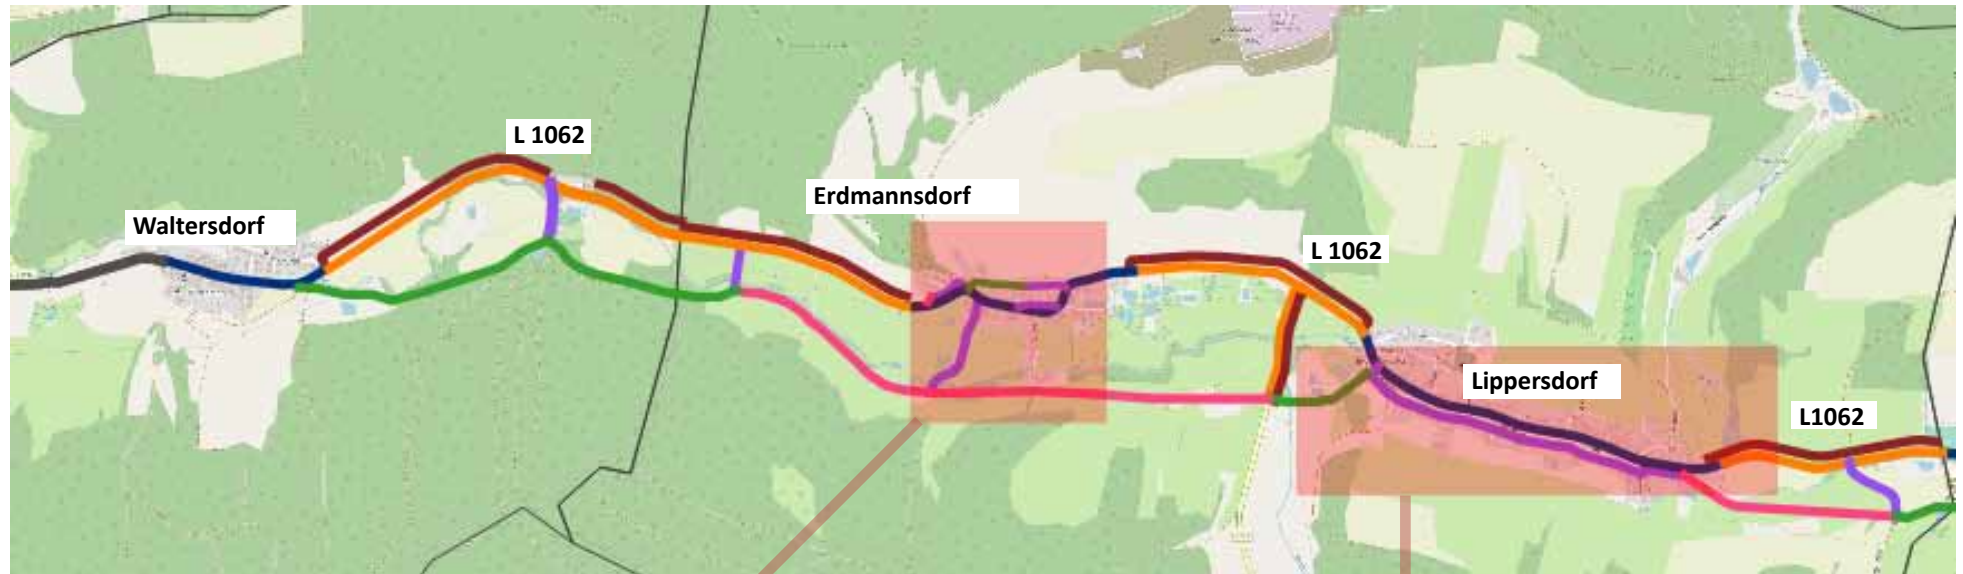 L 1062
Erdmannsdorf
Waltersdorf
L 1062
Lippersdorf
L1062